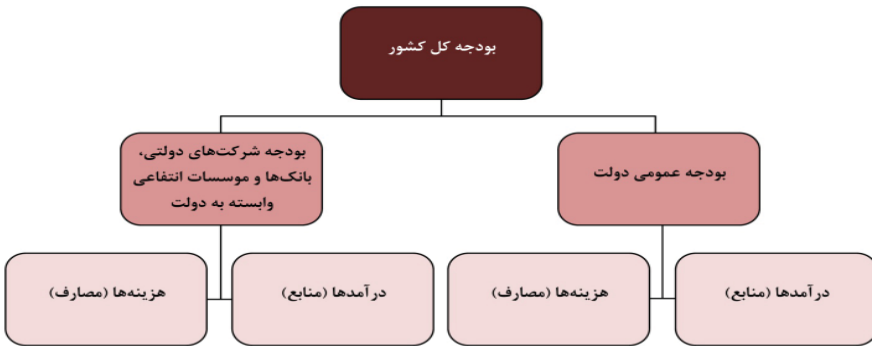 بودجه کل کشور
بودجه عمومی دولت
بودجه شرکت‌های دولتی،
بانک‌ها و موسسات انتفاعی
وابسته به دولت
درآمدها (منابع)
هزینه‌ها (مصارف)
درآمدها (منابع)
هزینه‌ها (مصارف)